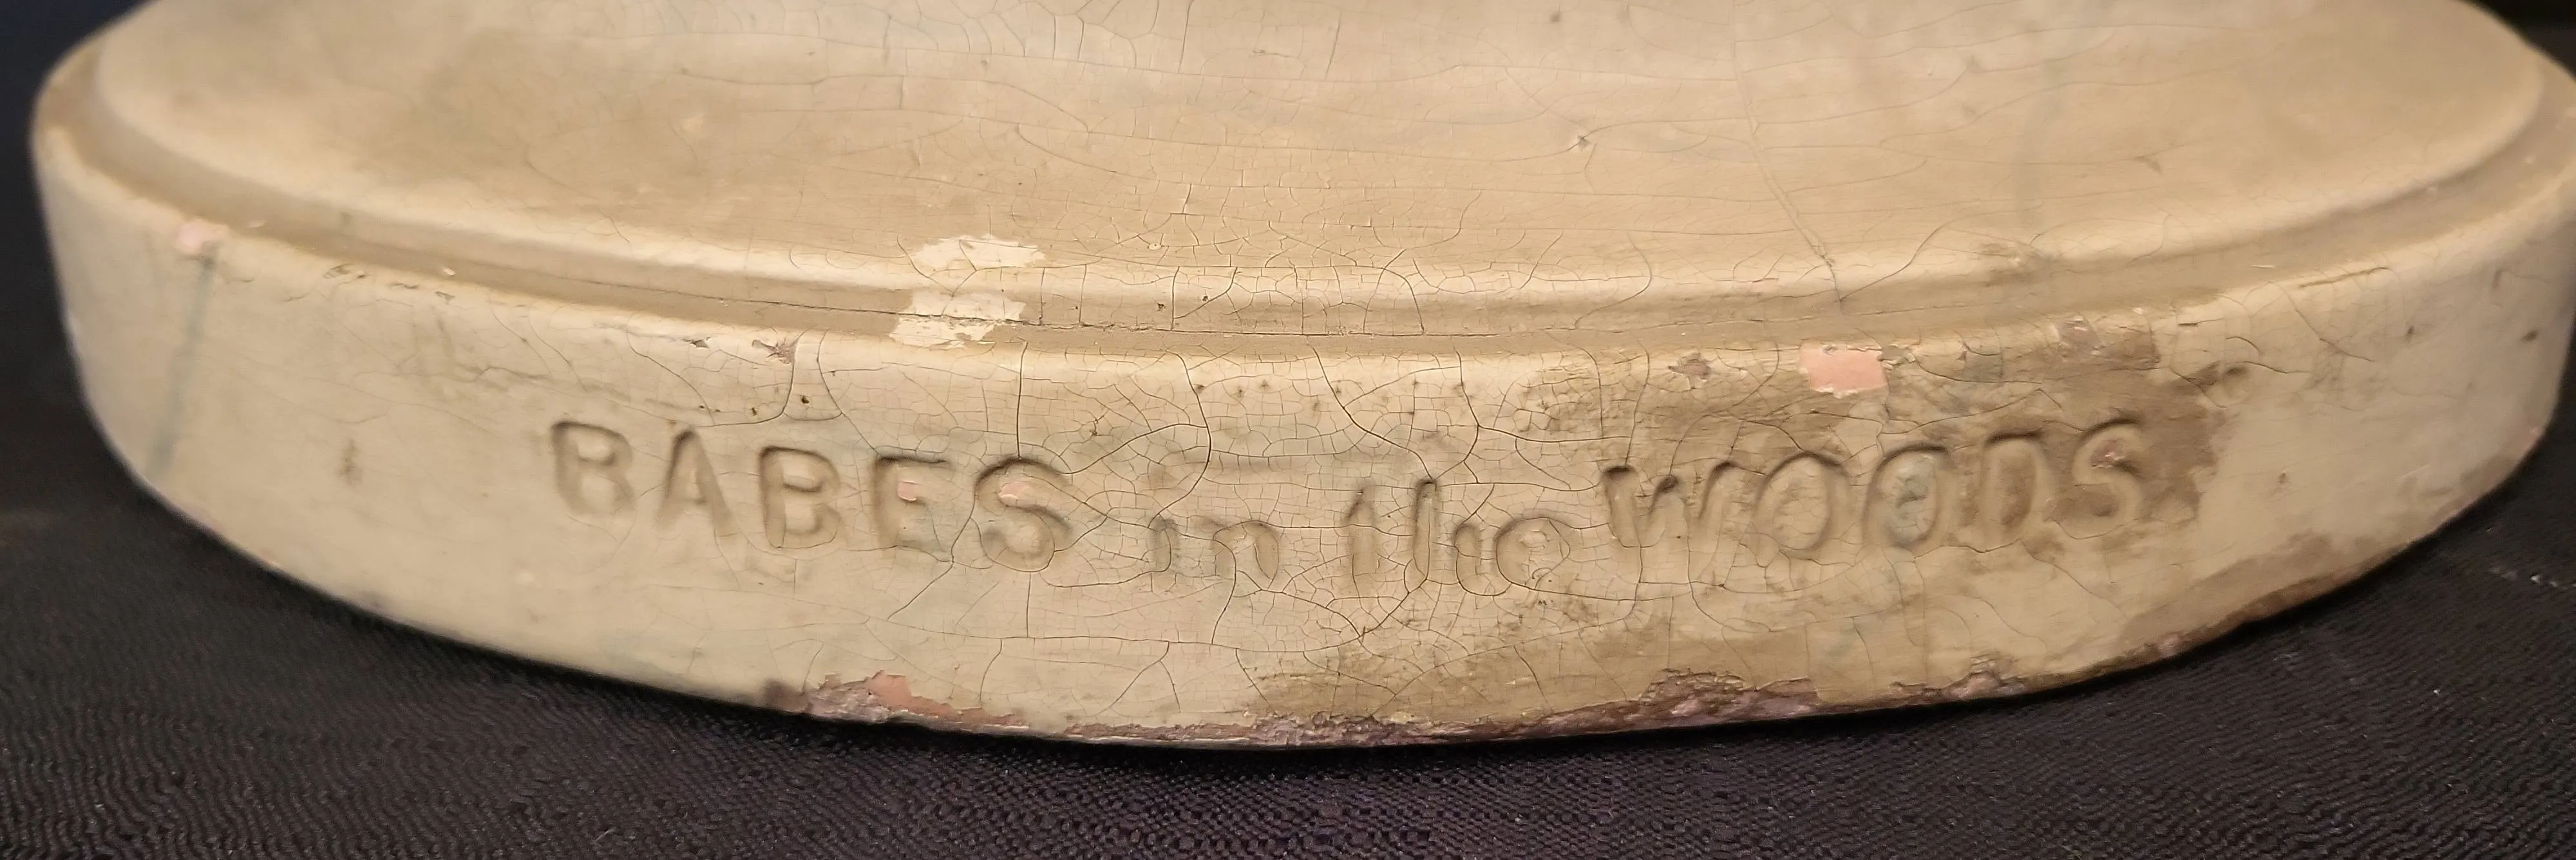 BABES in the WOODS